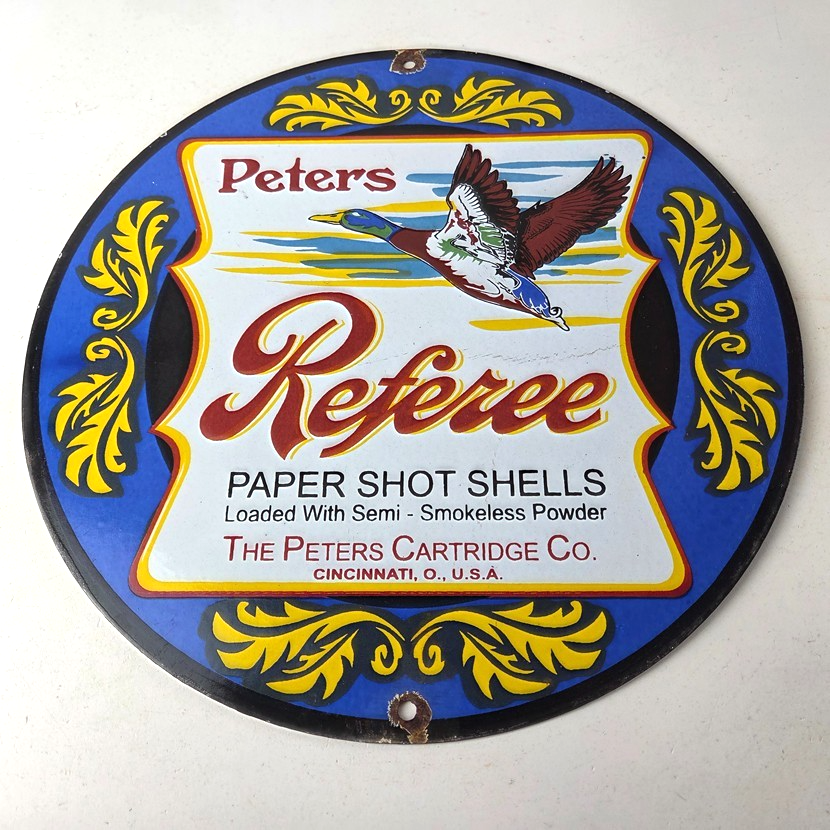 Peters
Referee
PAPER SHOT SHELLS
Loaded With Semi - Smokeless Powder
THE PETERS CARTRIDGE CO.
CINCINNATI, O., U.S.A.